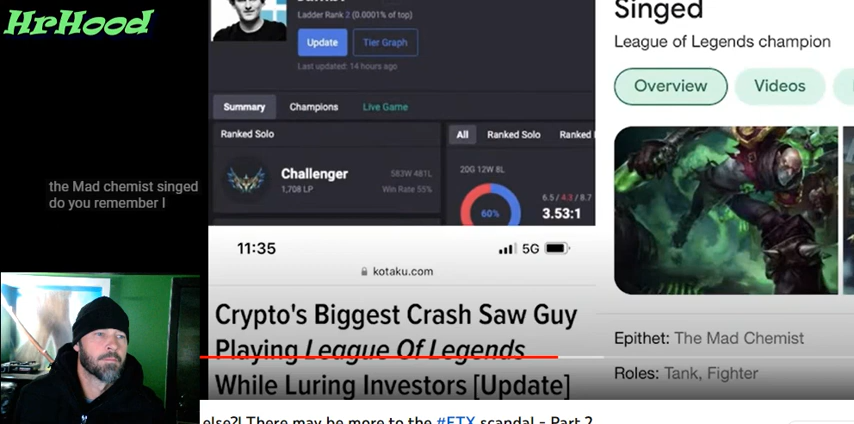 HrHood
the Mad chemist singed
do you remember I
Ladder Rank 2 (0.0001% of top)
Update
Tier Graph
Last updated: 14 hours ago
Summary
Champions
Live Game
Ranked Solo
Challenger
1,708 LP
583W 481L
Win Rate 55%
All
Ranked Solo
Ranked
20G 12W 8L
60%
6.5 / 4.3 / 8.7
3.53:1
11:35
5G
kotaku.com
Crypto's Biggest Crash Saw Guy
Playing League Of Legends
While Luring Investors [Update]
Singed
League of Legends champion
Overview
Videos
Epithet: The Mad Chemist
Roles: Tank, Fighter
else?! There may be more to the #FTX scandal - Part 2